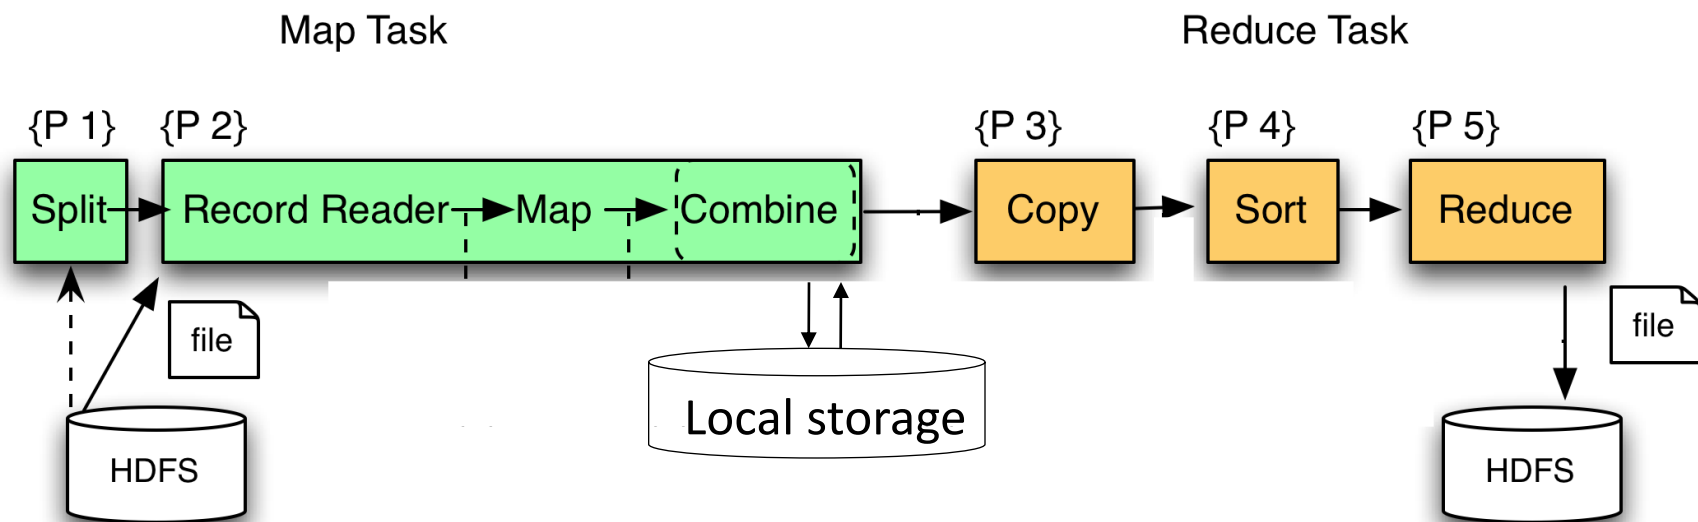 Map Task
Reduce Task
{P 1}
{P 2}
{P 3}
{P 4}
{P 5}
Split
Record Reader
Map
Combine
Copy
Sort
Reduce
file
file
Local storage
HDFS
HDFS